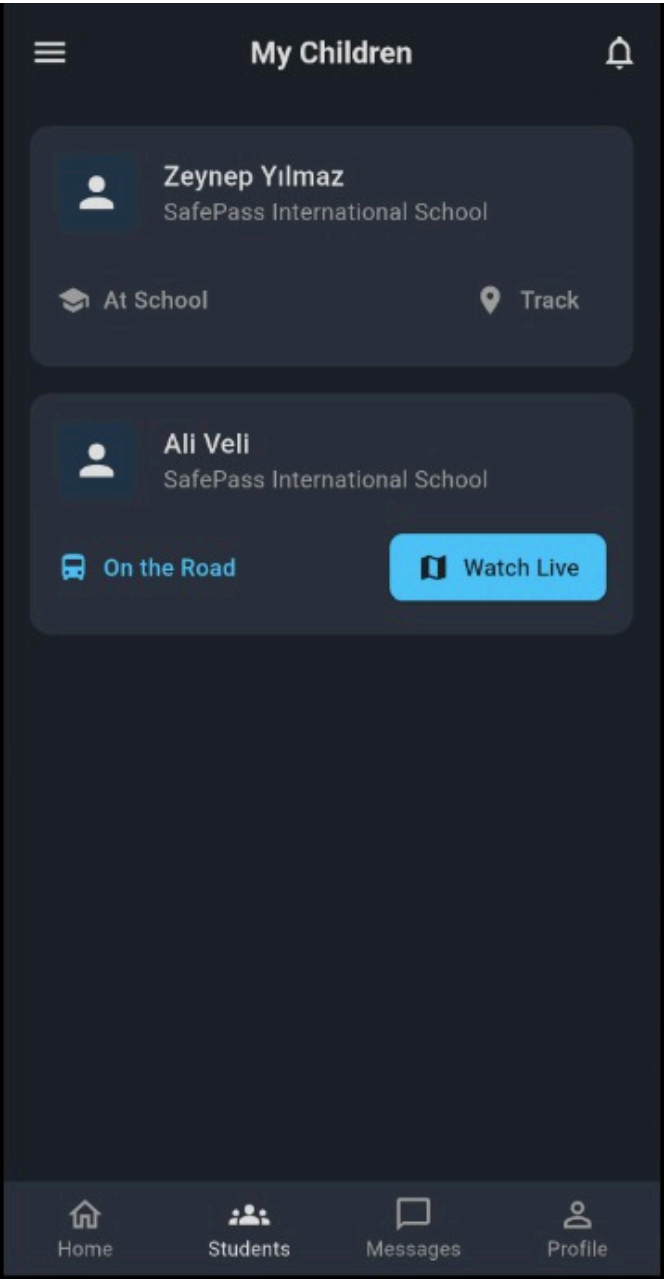 My Children
Zeynep Yılmaz
SafePass International School
At School
Track
Ali Veli
SafePass International School
On the Road
Watch Live
Home
Students
Messages
Profile